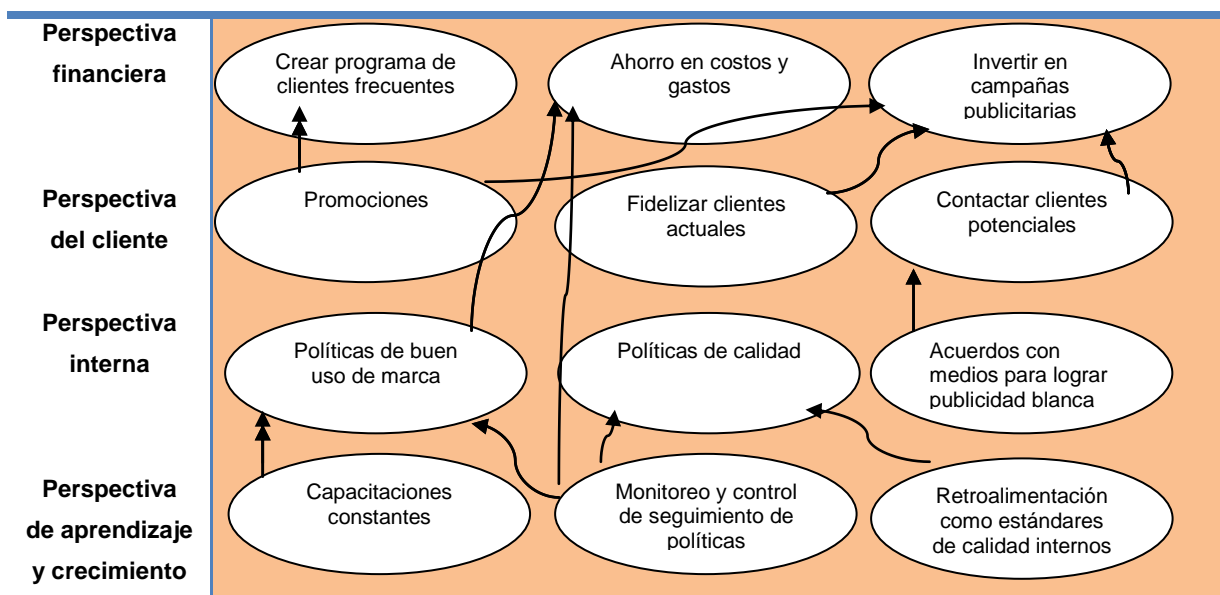 Perspectiva
financiera
Crear programa de
clientes frecuentes
Ahorro en costos y
gastos
Invertir en
campañas
publicitarias
Perspectiva
del cliente
Promociones
Fidelizar clientes
actuales
Contactar clientes
potenciales
Perspectiva
interna
Políticas de buen
uso de marca
Políticas de calidad
Acuerdos con
medios para lograr
publicidad blanca
Perspectiva
de aprendizaje
y crecimiento
Capacitaciones
constantes
Monitoreo y control
de seguimiento de
políticas
Retroalimentación
como estándares
de calidad internos